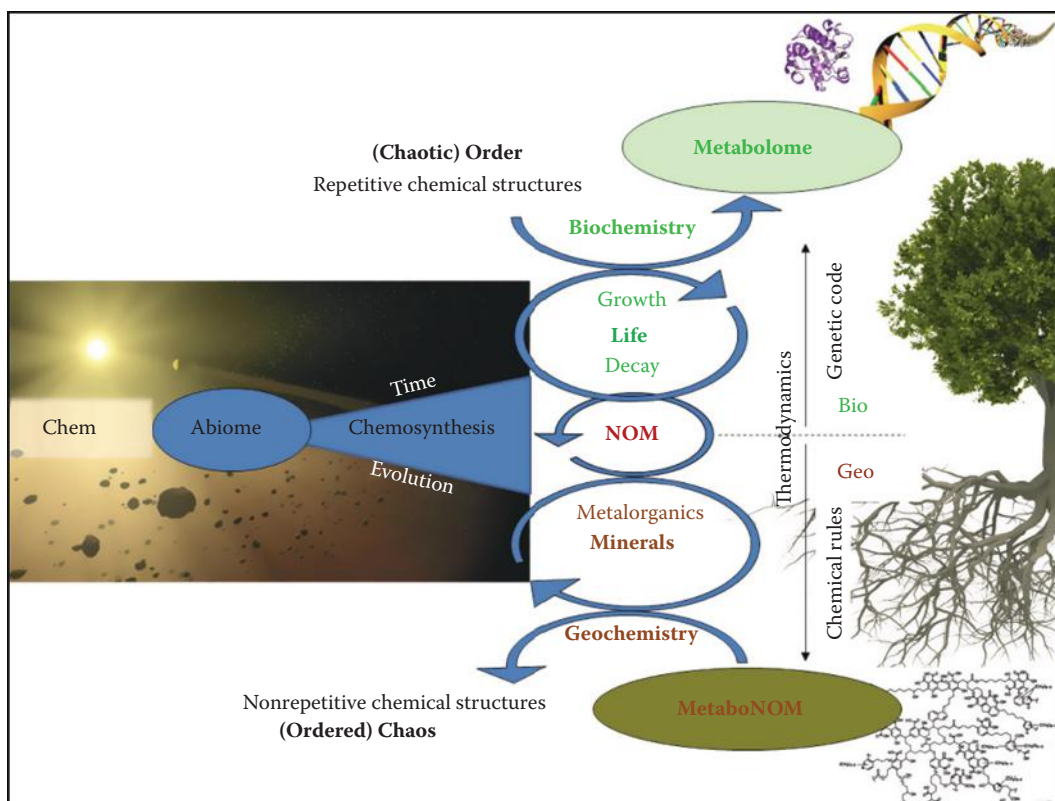 (Chaotic) Order
Repetitive chemical structures
Metabolome
Biochemistry
Growth
Life
Decay
NOM
Metalorganics
Minerals
Geochemistry
Chem
Abiome
Time
Chemosynthesis
Evolution
Thermodynamics
Genetic code
Bio
Geo
Chemical rules
Nonrepetitive chemical structures
(Ordered) Chaos
MetaboNOM